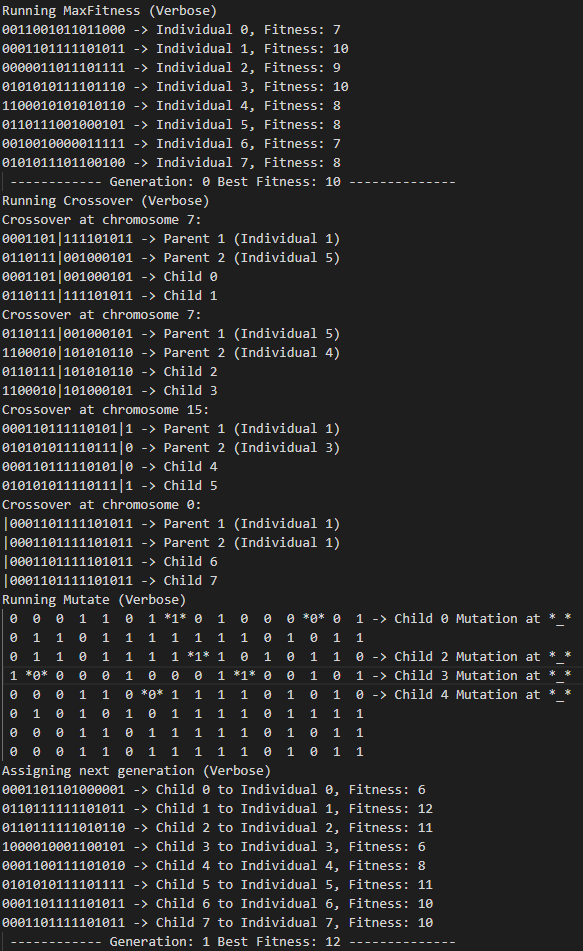 Running MaxFitness (Verbose)
0011001011011000 -> Individual 0, Fitness: 7
0001101111101011 -> Individual 1, Fitness: 10
0000011011101111 -> Individual 2, Fitness: 9
0101010111101110 -> Individual 3, Fitness: 10
1100010101010110 -> Individual 4, Fitness: 8
0110111001000101 -> Individual 5, Fitness: 8
0010010000011111 -> Individual 6, Fitness: 7
0101011101100100 -> Individual 7, Fitness: 8
------------ Generation: 0 Best Fitness: 10 --------------
Running Crossover (Verbose)
Crossover at chromosome 7:
0001101|111101011 -> Parent 1 (Individual 1)
0110111|001000101 -> Parent 2 (Individual 5)
0001101|001000101 -> Child 0
0110111|111101011 -> Child 1
Crossover at chromosome 7:
0110111|001000101 -> Parent 1 (Individual 5)
1100010|101010110 -> Parent 2 (Individual 4)
0110111|101010110 -> Child 2
1100010|101000101 -> Child 3
Crossover at chromosome 15:
000110111110101|1 -> Parent 1 (Individual 1)
010101011110111|0 -> Parent 2 (Individual 3)
000110111110101|0 -> Child 4
010101011110111|1 -> Child 5
Crossover at chromosome 0:
|0001101111101011 -> Parent 1 (Individual 1)
|0001101111101011 -> Parent 2 (Individual 1)
|0001101111101011 -> Child 6
|0001101111101011 -> Child 7
Running Mutate (Verbose)
0 0 0 1 1 0 1 *1* 0 1 0 0 0 *0* 0 1 -> Child 0 Mutation at *_*
0 1 1 0 1 1 1 1 1 1 1 0 1 0 1 1
0 1 1 0 1 1 1 1 *1* 1 0 1 0 1 1 0 -> Child 2 Mutation at *_*
1 *0* 0 0 0 1 0 0 0 1 *1* 0 0 1 0 1 -> Child 3 Mutation at *_*
0 0 0 1 1 0 *0* 1 1 1 1 0 1 0 1 0 -> Child 4 Mutation at *_*
0 1 0 1 0 1 0 1 1 1 1 0 1 1 1 1
0 0 0 1 1 0 1 1 1 1 1 0 1 0 1 1
0 0 0 1 1 0 1 1 1 1 1 0 1 0 1 1
Assigning next generation (Verbose)
0001101101000001 -> Child 0 to Individual 0, Fitness: 6
0110111111101011 -> Child 1 to Individual 1, Fitness: 12
0110111111010110 -> Child 2 to Individual 2, Fitness: 11
1000010001100101 -> Child 3 to Individual 3, Fitness: 6
0001100111101010 -> Child 4 to Individual 4, Fitness: 8
0101010111101111 -> Child 5 to Individual 5, Fitness: 11
0001101111101011 -> Child 6 to Individual 6, Fitness: 10
0001101111101011 -> Child 7 to Individual 7, Fitness: 10
------------ Generation: 1 Best Fitness: 12 --------------